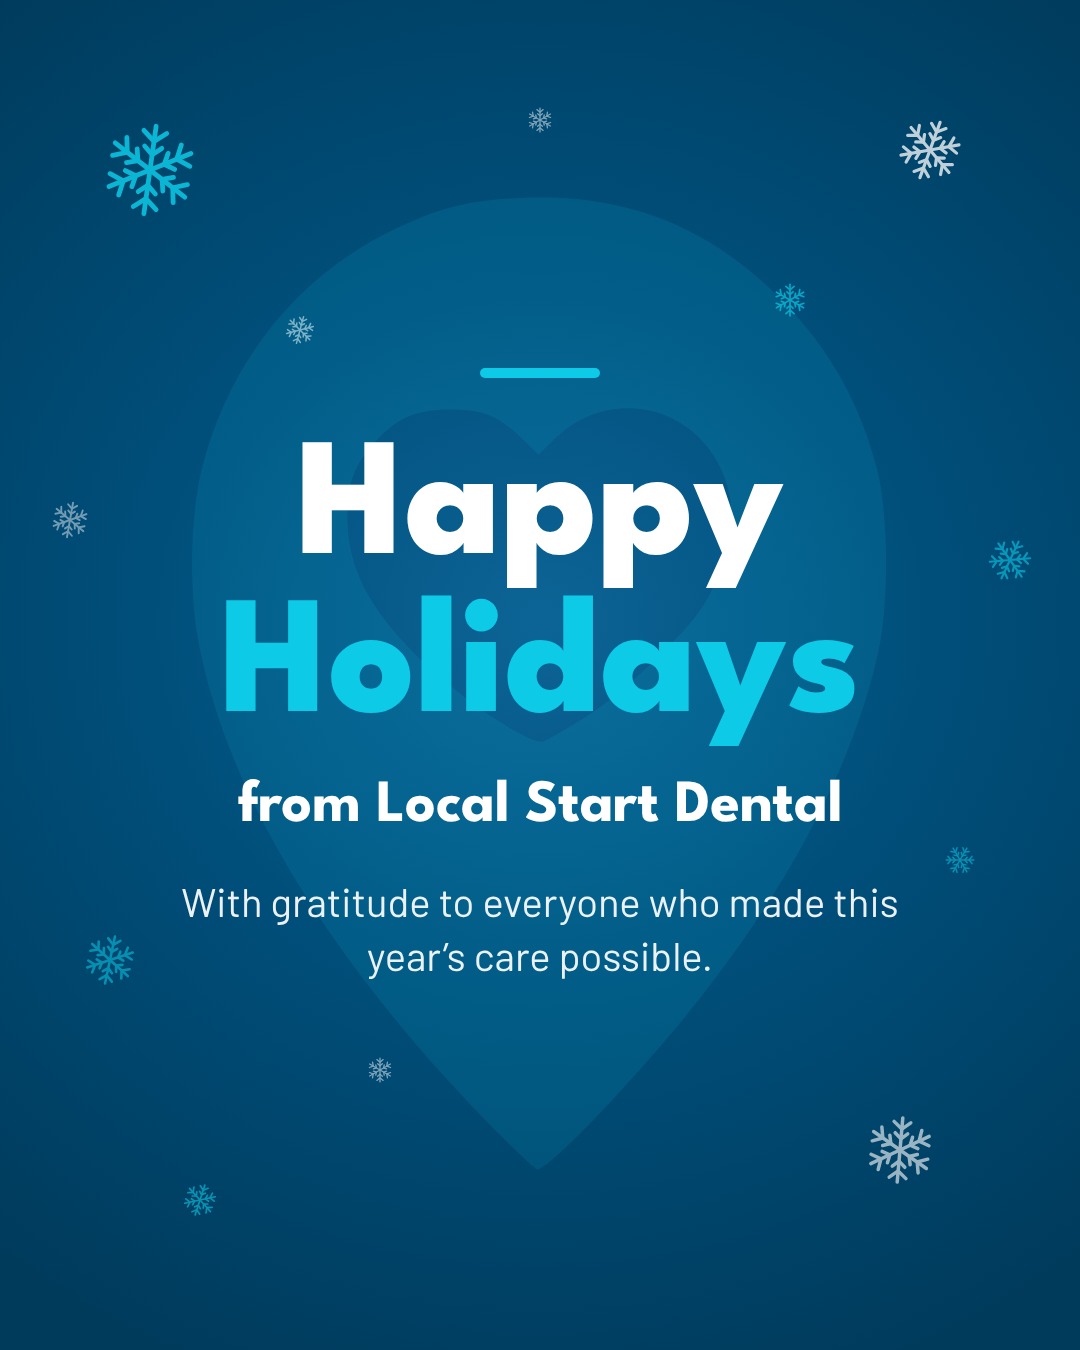 Happy
Holidays
from Local Start Dental
With gratitude to everyone who made this
year’s care possible.